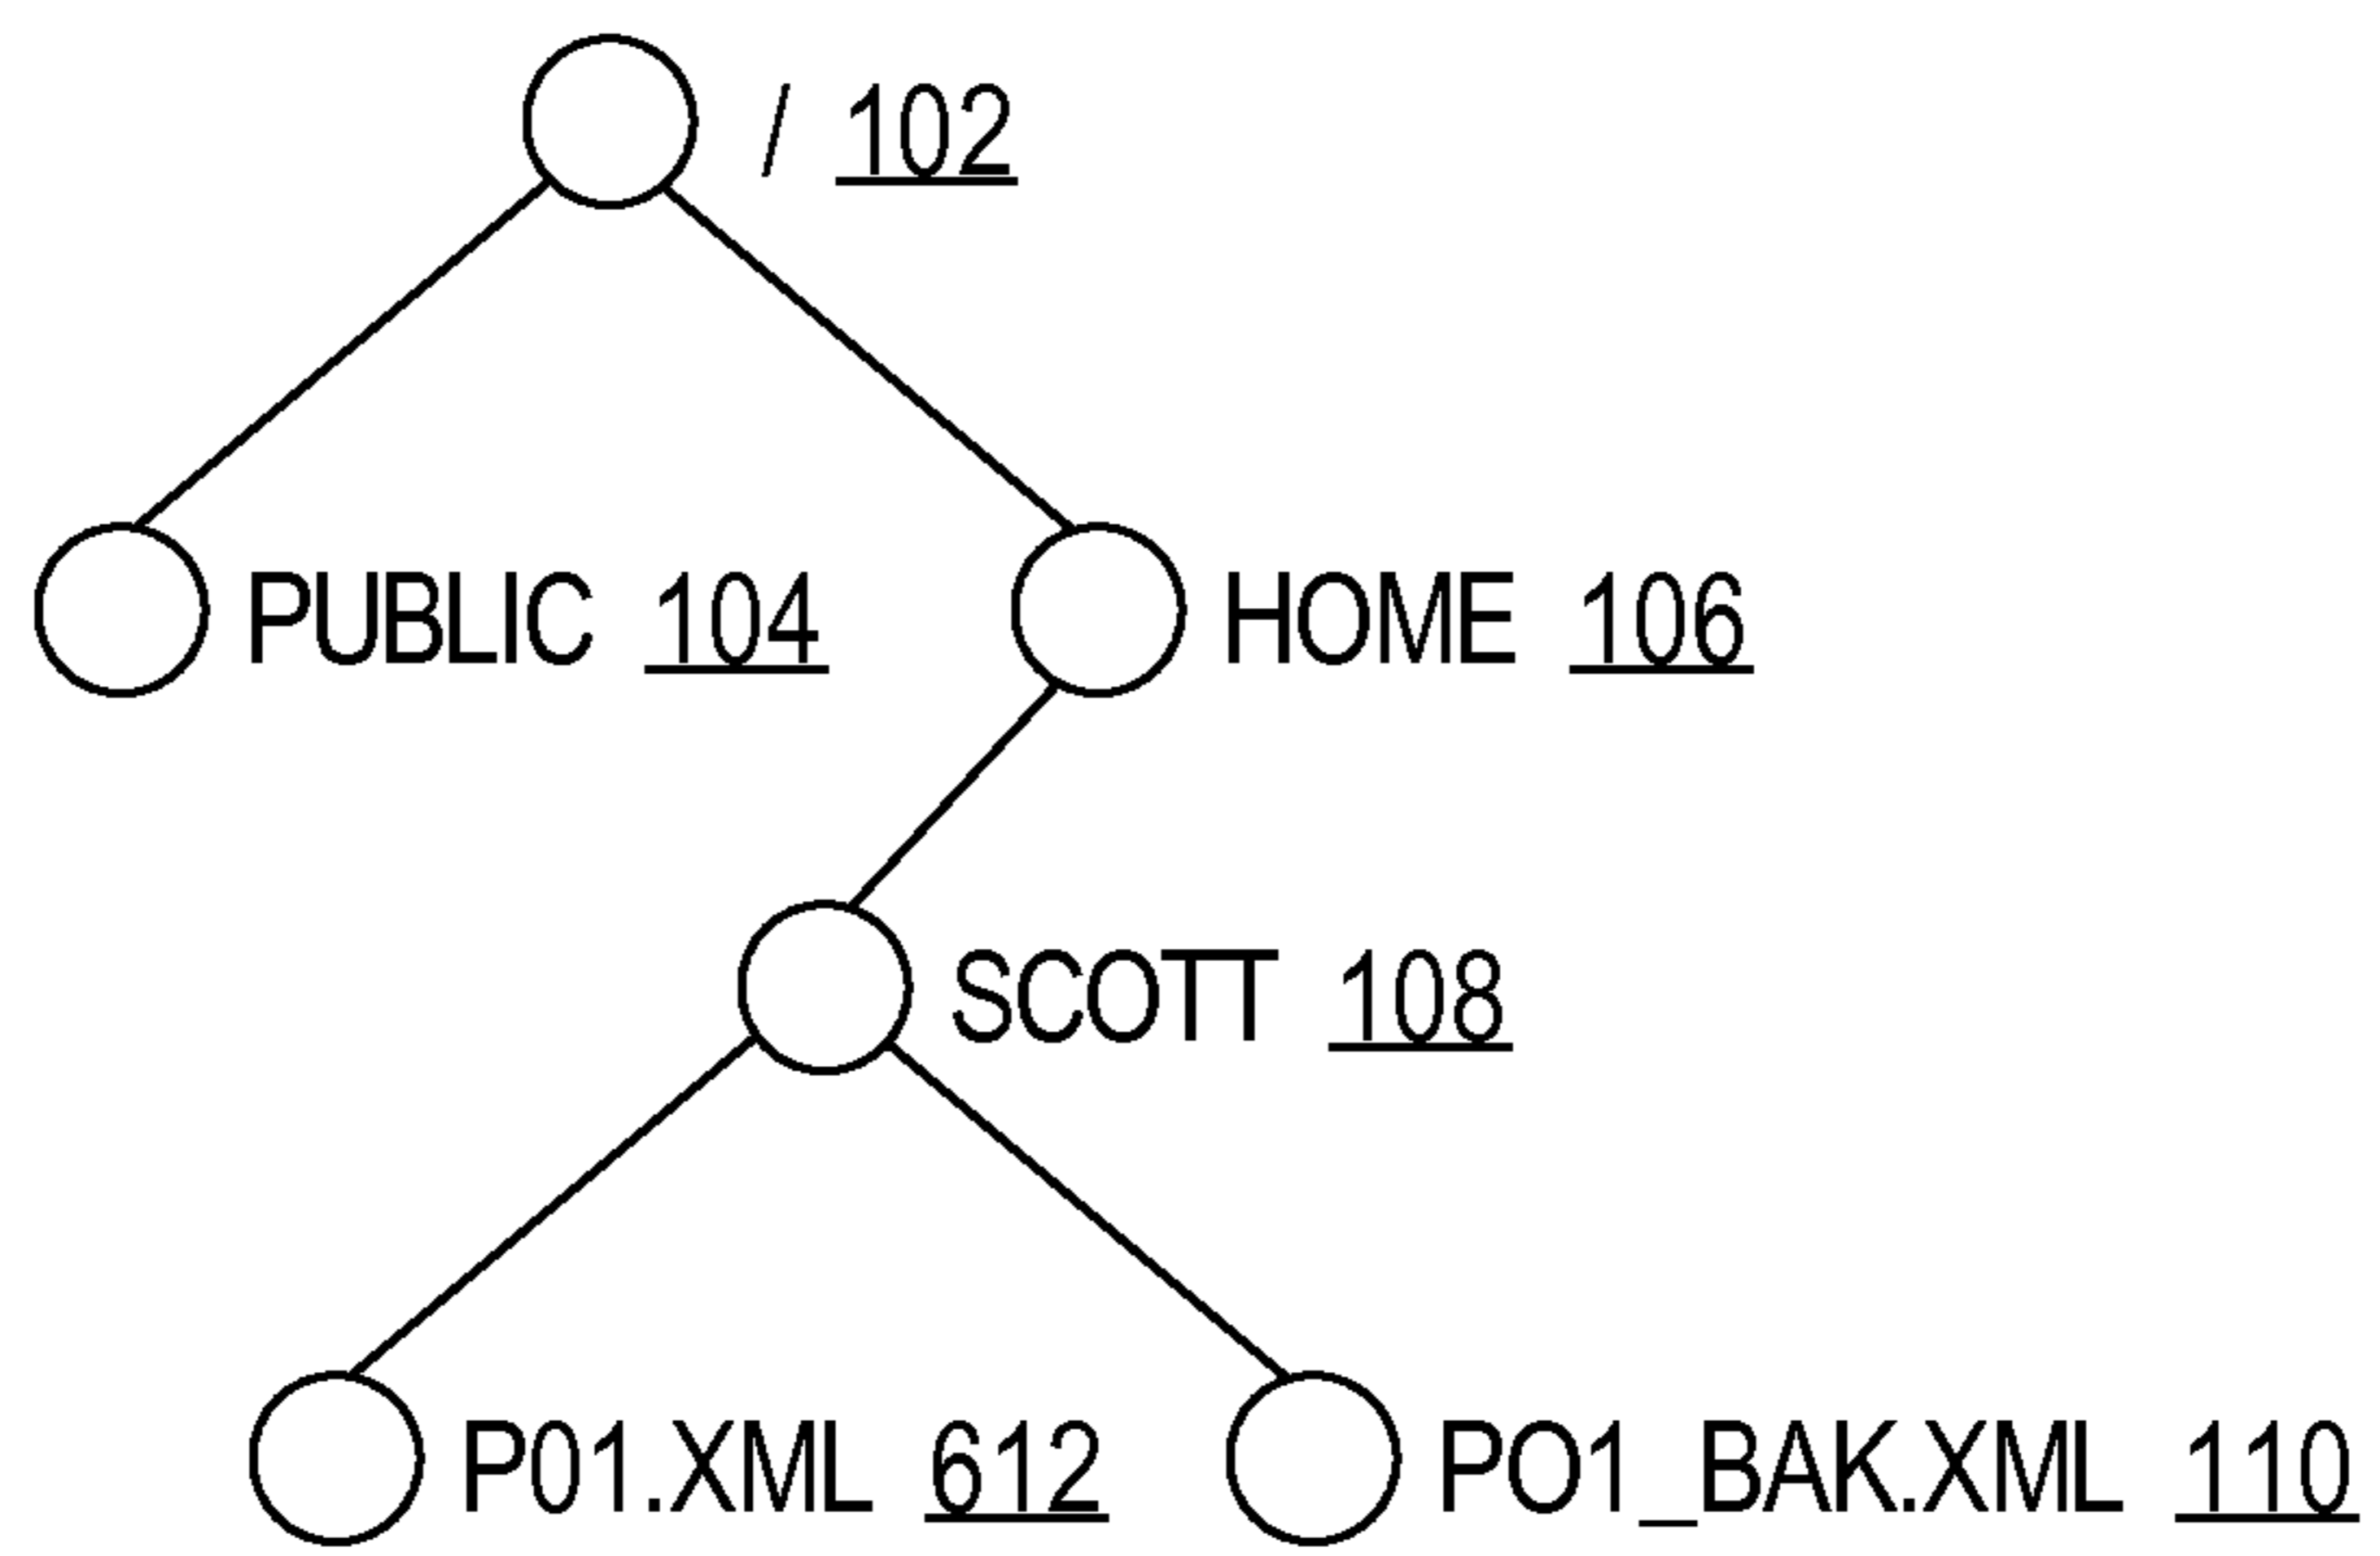 / 102
PUBLIC 104
HOME 106
SCOTT 108
P01.XML 612
PO1_BAK.XML 110